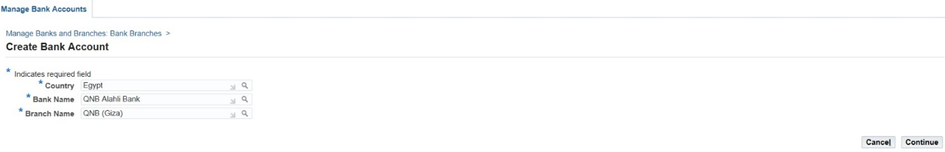 Manage Bank Accounts
Manage Banks and Branches: Bank Branches >
Create Bank Account
* Indicates required field
* Country Egypt
* Bank Name QNB Alahli Bank
* Branch Name QNB (Giza)
Cancel Continue